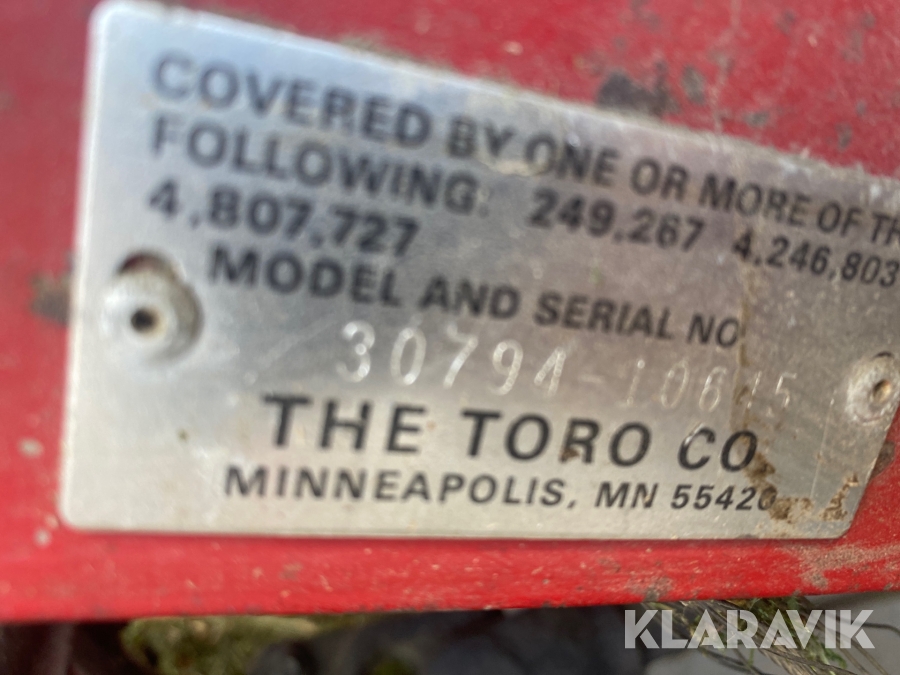 COVERED BY ONE OR MORE OF
FOLLOWING: 249,267 4,246,803
4,807,727
MODEL AND SERIAL NO
THE TORO CO
MINNEAPOLIS, MN 55420
KLARAVIK